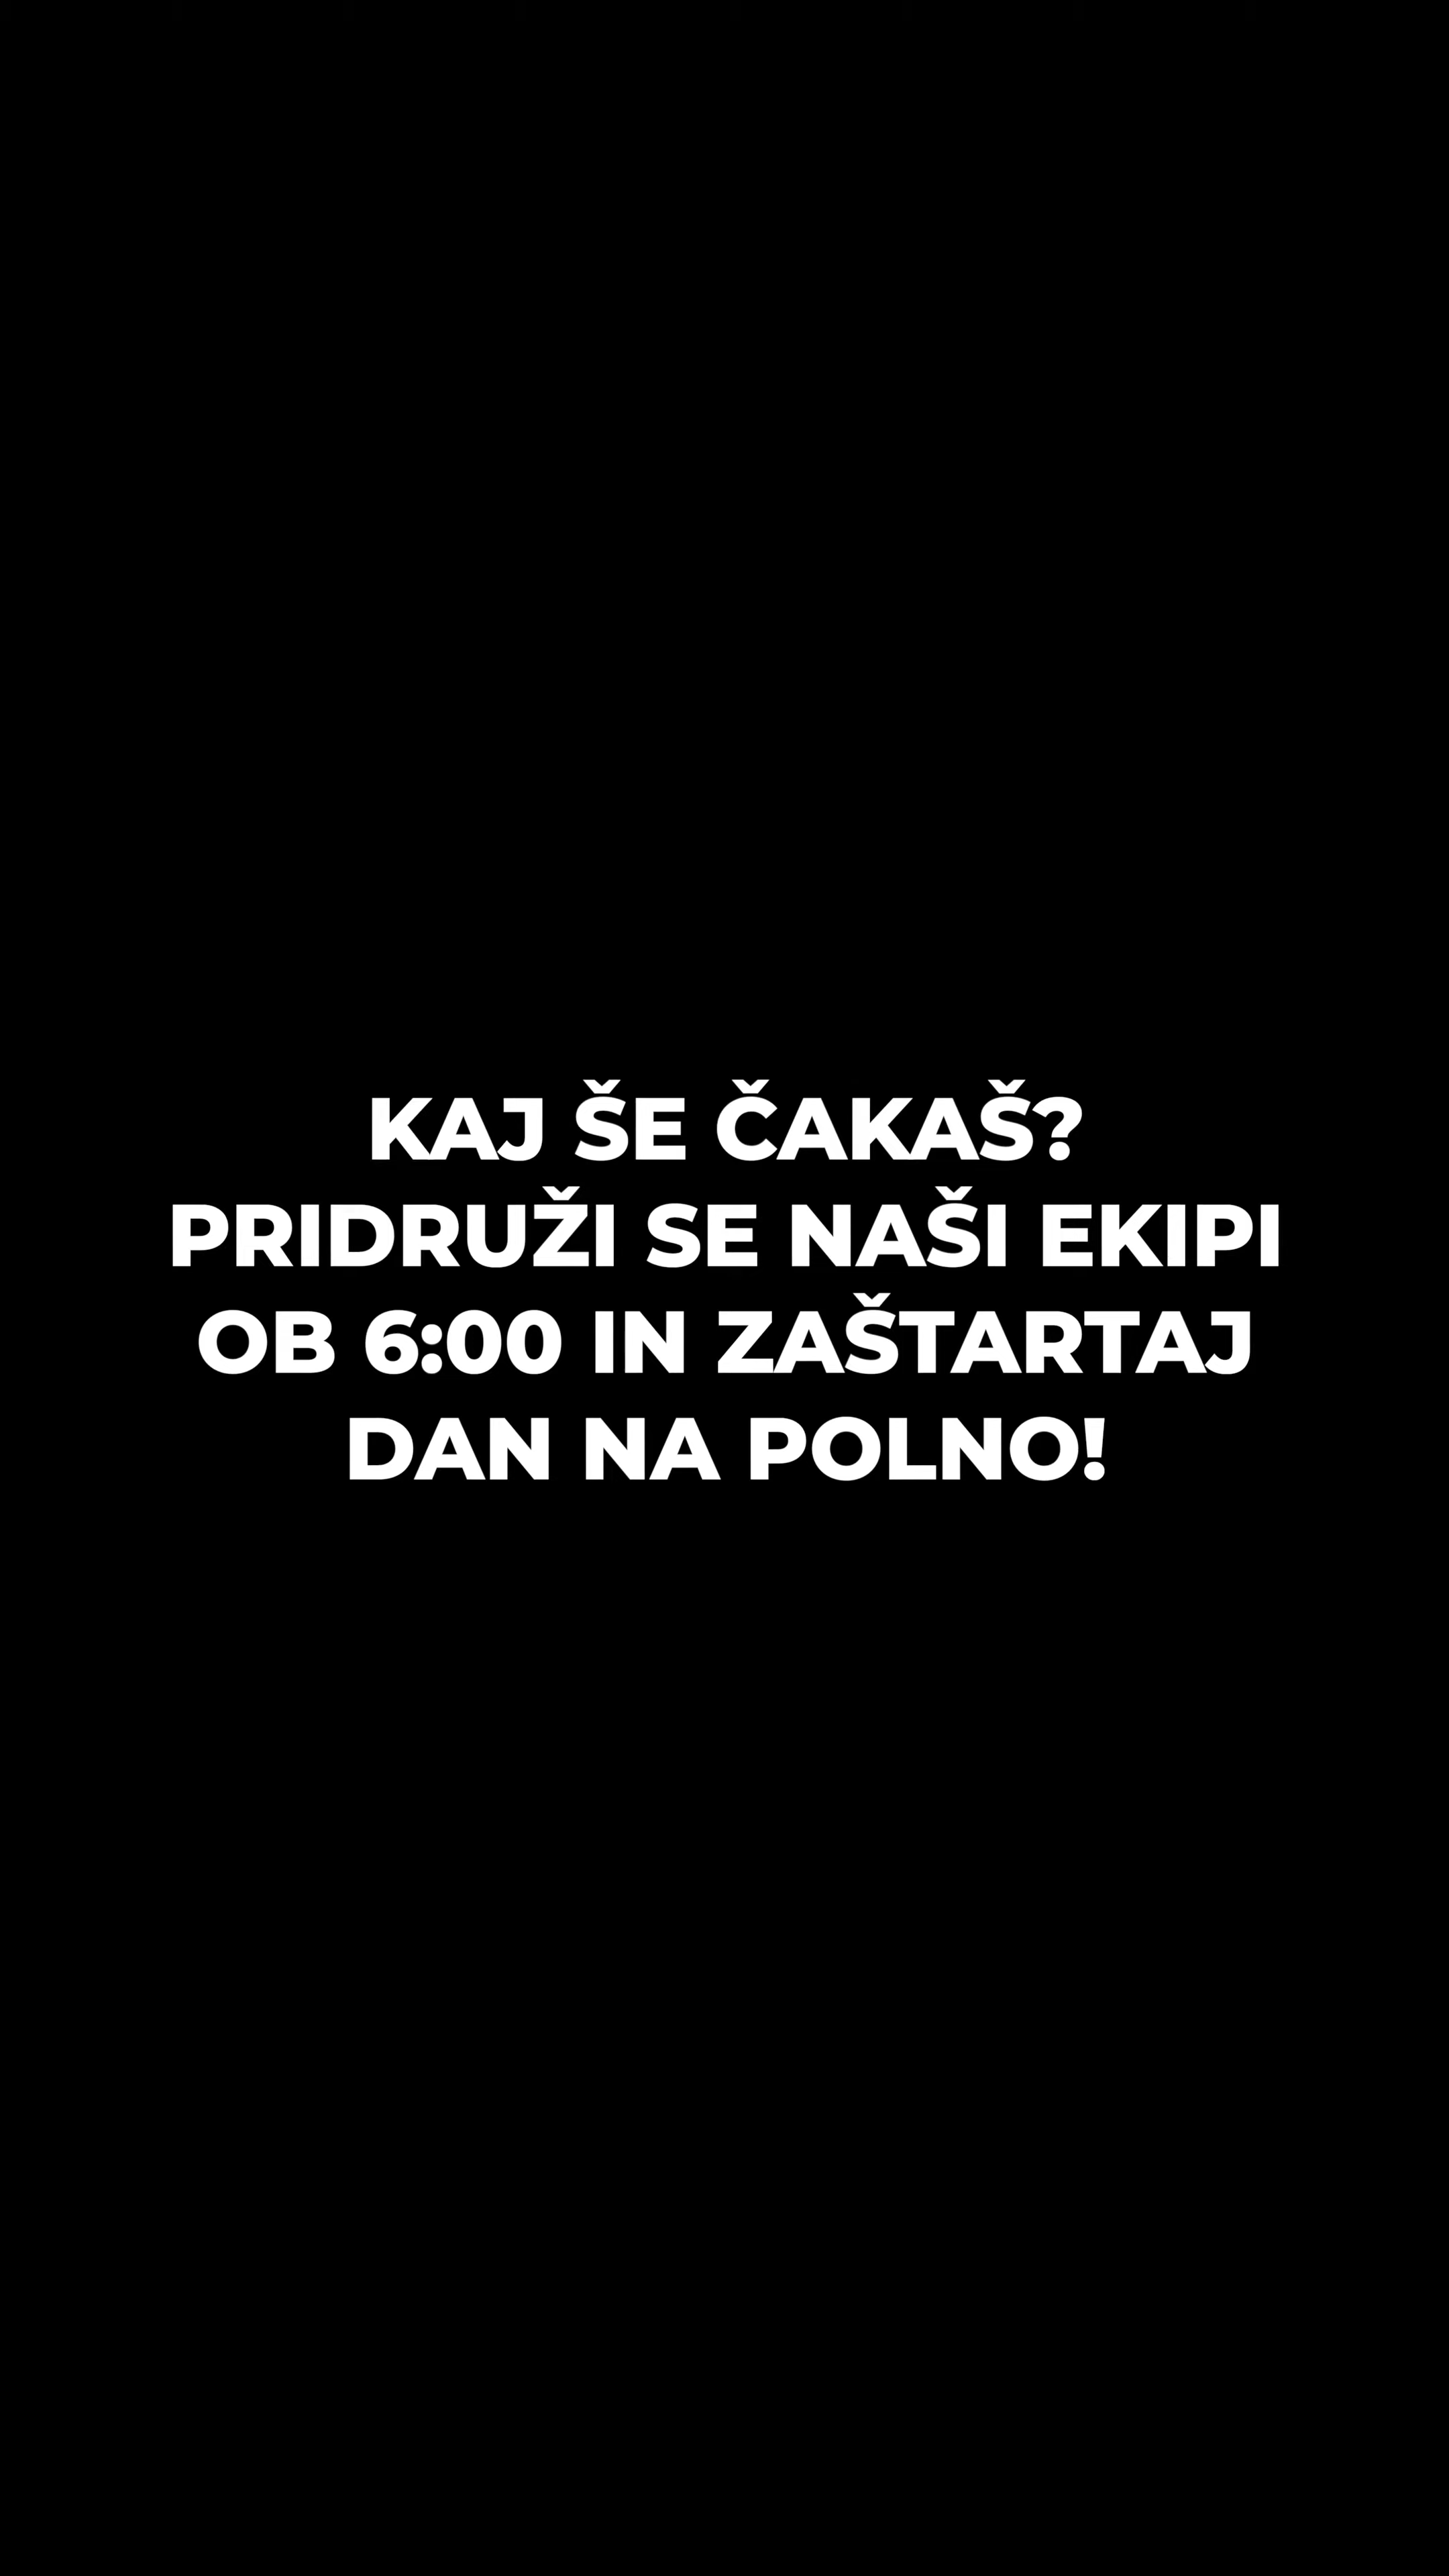 KAJ ŠE ČAKAŠ?
PRIDRUŽI SE NAŠI EKIPI
OB 6:00 IN ZAŠTARTAJ
DAN NA POLNO!